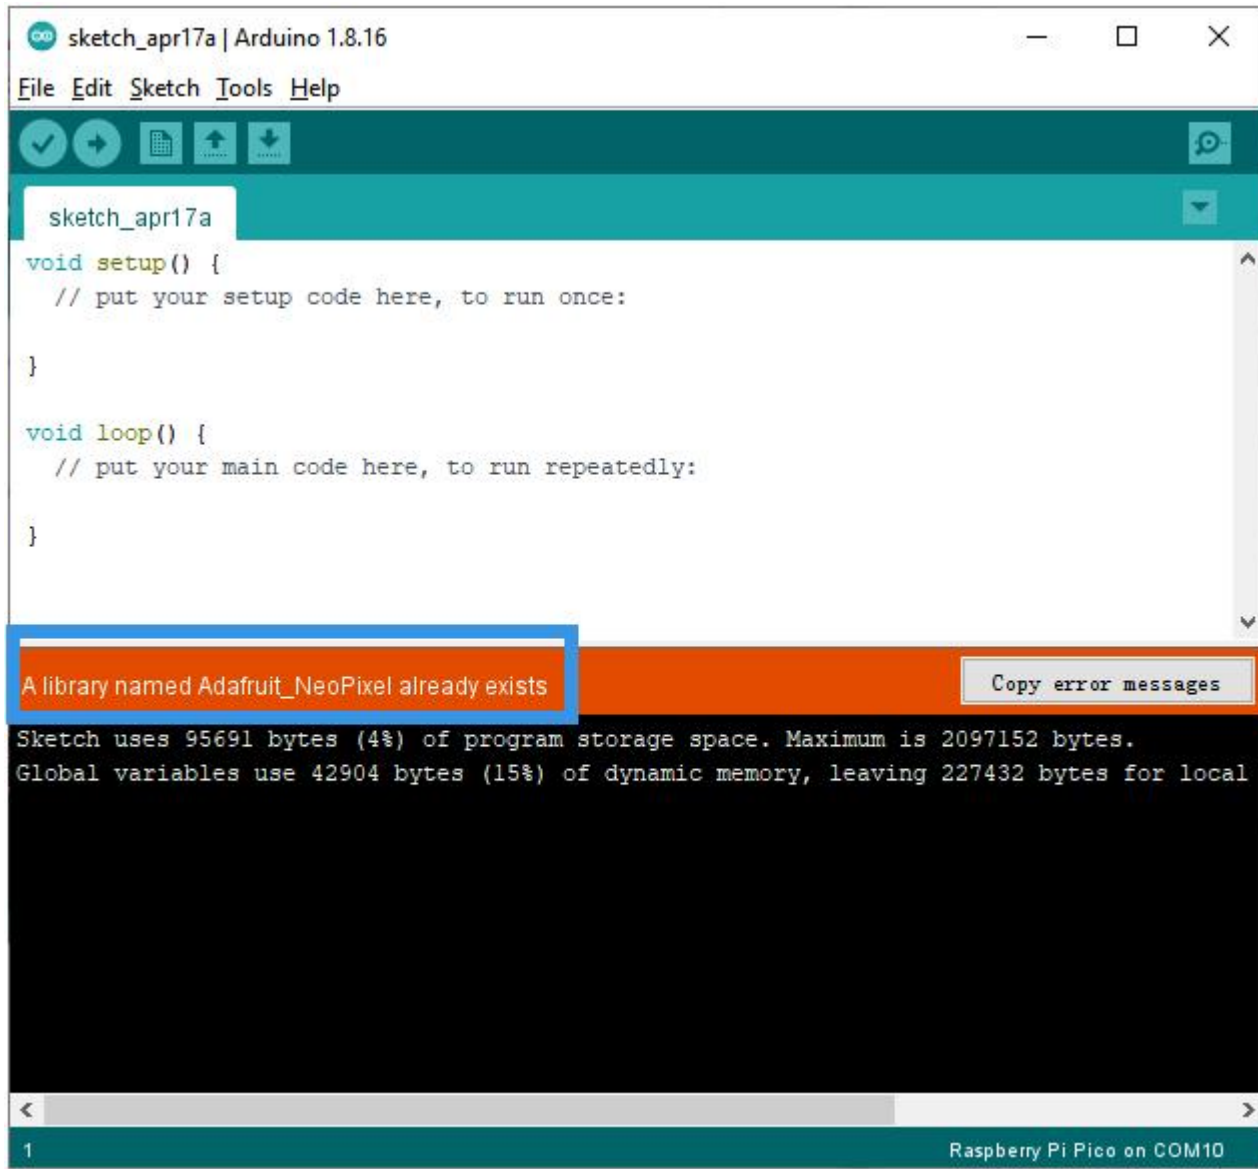 sketch_apr17a | Arduino 1.8.16
File Edit Sketch Tools Help
sketch_apr17a
void setup() {
  // put your setup code here, to run once:
}
void loop() {
  // put your main code here, to run repeatedly:
}
A library named Adafruit_NeoPixel already exists
Copy error messages
Sketch uses 95691 bytes (4%) of program storage space. Maximum is 2097152 bytes.
Global variables use 42904 bytes (15%) of dynamic memory, leaving 227432 bytes for local
1
Raspberry Pi Pico on COM10